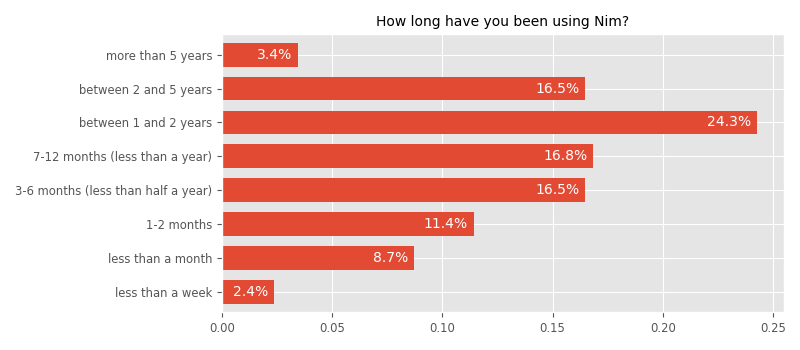 How long have you been using Nim?
more than 5 years 3.4%
between 2 and 5 years 16.5%
between 1 and 2 years 24.3%
7-12 months (less than a year) 16.8%
3-6 months (less than half a year) 16.5%
1-2 months 11.4%
less than a month 8.7%
less than a week 2.4%
0.00 0.05 0.10 0.15 0.20 0.25